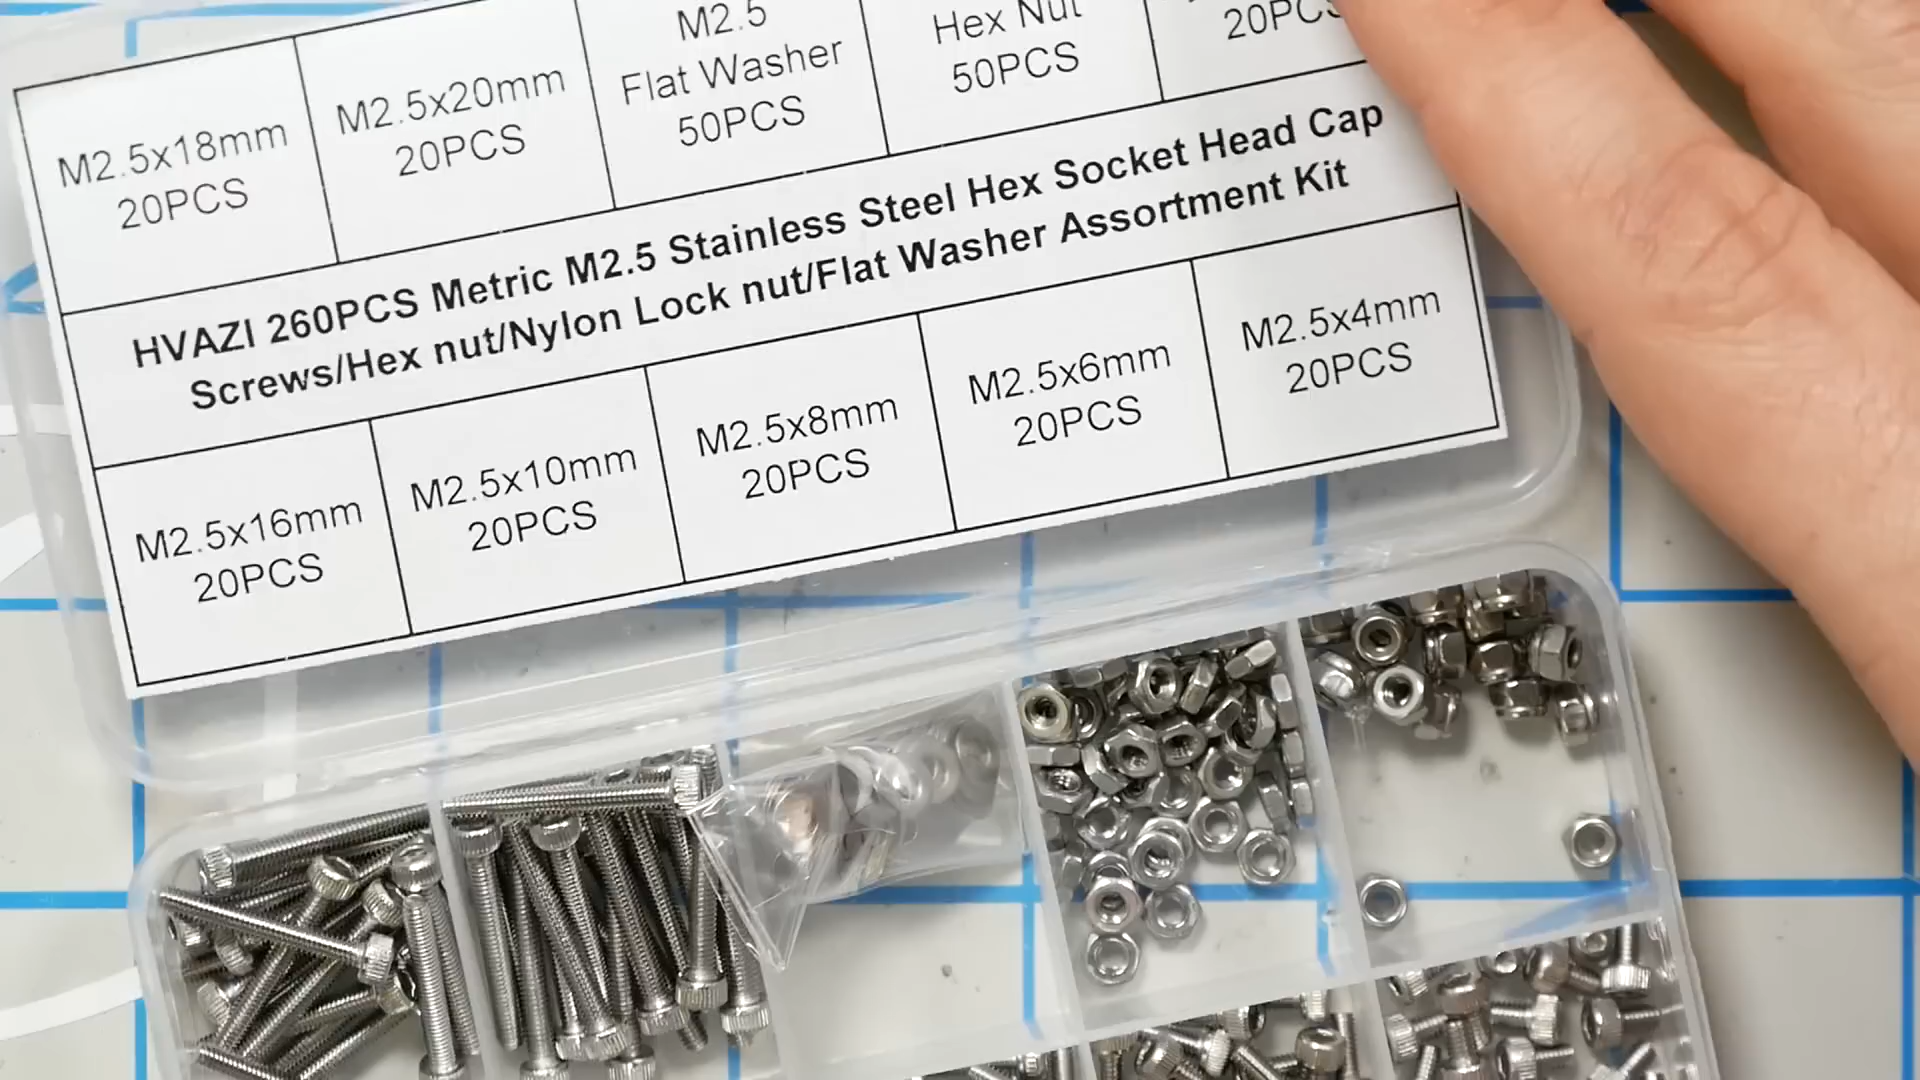 M2.5x18mm
20PCS
M2.5x20mm
20PCS
M2.5
Flat Washer
50PCS
Hex Nut
50PCS
20PCS
HVAZI 260PCS Metric M2.5 Stainless Steel Hex Socket Head Cap
Screws/Hex nut/Nylon Lock nut/Flat Washer Assortment Kit
M2.5x16mm
20PCS
M2.5x10mm
20PCS
M2.5x8mm
20PCS
M2.5x6mm
20PCS
M2.5x4mm
20PCS